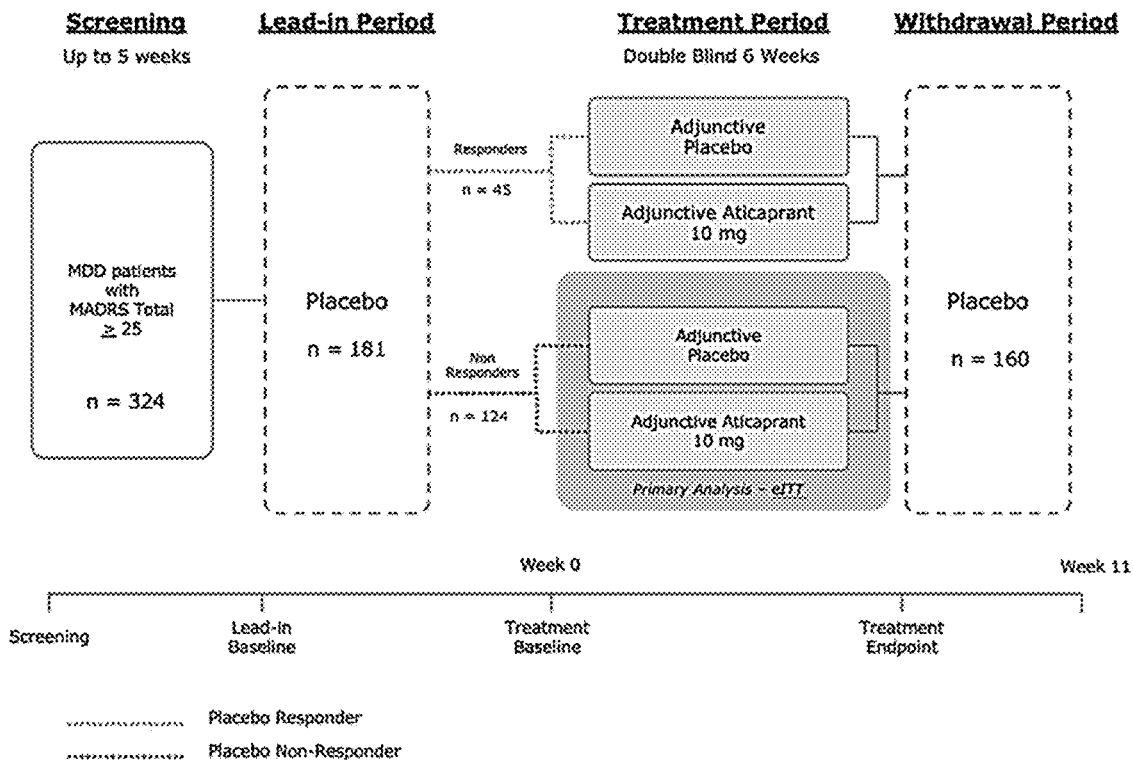 Screening
Up to 5 weeks
Lead-in Period
Treatment Period
Double Blind 6 Weeks
Withdrawal Period
MDD patients
with
MADRS Total
≥ 25
n = 324
Placebo
n = 181
Responders
n = 45
Non
Responders
n = 124
Adjunctive
Placebo
Adjunctive Aticaprant
10 mg
Adjunctive
Placebo
Adjunctive Aticaprant
10 mg
Primary Analysis – eITT
Placebo
n = 160
Week 0
Week 11
Screening
Lead-in
Baseline
Treatment
Baseline
Treatment
Endpoint
Placebo Responder
Placebo Non-Responder